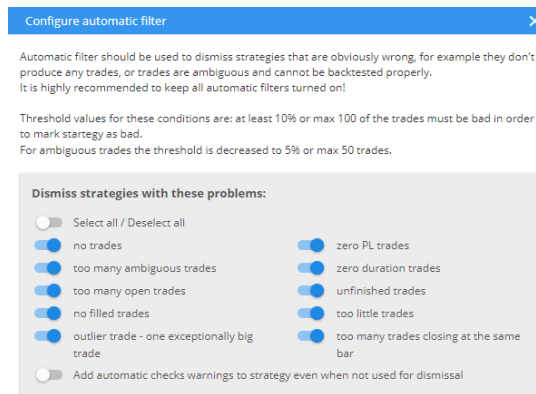 Configure automatic filter
Automatic filter should be used to dismiss strategies that are obviously wrong, for example they don't
produce any trades, or trades are ambiguous and cannot be backtested properly.
It is highly recommended to keep all automatic filters turned on!
Threshold values for these conditions are: at least 10% or max 100 of the trades must be bad in order
to mark startegy as bad.
For ambiguous trades the threshold is decreased to 5% or max 50 trades.
Dismiss strategies with these problems:
Select all / Deselect all
no trades
zero PL trades
too many ambiguous trades
zero duration trades
too many open trades
unfinished trades
no filled trades
too little trades
outlier trade - one exceptionally big
trade
too many trades closing at the same
bar
Add automatic checks warnings to strategy even when not used for dismissal